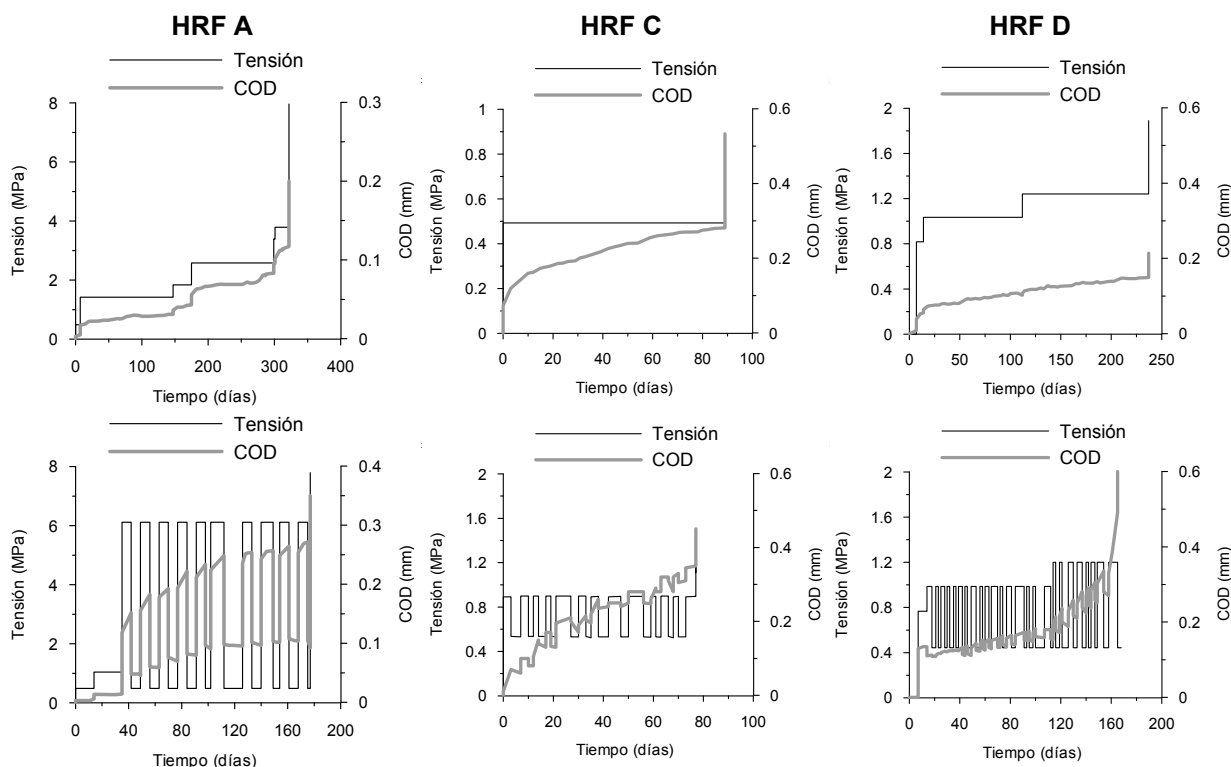 HRF A
HRF C
HRF D
Tensión
COD
Tensión
COD
Tensión
COD
8
6
4
2
0
0.3
0.2
0.1
0
Tensión (MPa)
COD (mm)
0
100
200
300
400
Tiempo (días)
1
0.8
0.6
0.4
0.2
0
0.6
0.4
0.2
0
Tensión (MPa)
COD (mm)
0
20
40
60
80
100
Tiempo (días)
2
1.6
1.2
0.8
0.4
0
0.6
0.4
0.2
0
Tensión (MPa)
COD (mm)
0
50
100
150
200
250
Tiempo (días)
Tensión
COD
Tensión
COD
Tensión
COD
8
6
4
2
0
0.4
0.3
0.2
0.1
0
Tensión (MPa)
COD (mm)
0
40
80
120
160
200
Tiempo (días)
2
1.6
1.2
0.8
0.4
0
0.6
0.4
0.2
0
Tensión (MPa)
COD (mm)
0
20
40
60
80
100
Tiempo (días)
2
1.6
1.2
0.8
0.4
0
0.6
0.4
0.2
0
Tensión (MPa)
COD (mm)
0
40
80
120
160
200
Tiempo (días)